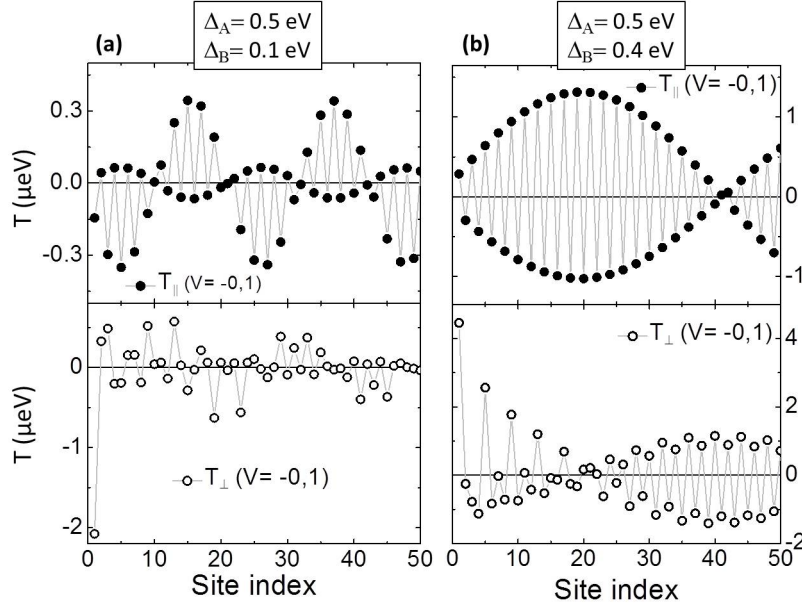 (a)
Δ_A= 0.5 eV
Δ_B= 0.1 eV
(b)
Δ_A= 0.5 eV
Δ_B= 0.4 eV
T (µeV)
0.3
0.0
-0.3
T_|| (V= -0,1)
T_|| (V= -0,1)
1
0
-1
T (µeV)
0
-1
-2
T_⊥ (V= -0,1)
T_⊥ (V= -0,1)
4
2
0
-2
0 10 20 30 40 50
Site index
0 10 20 30 40 50
Site index